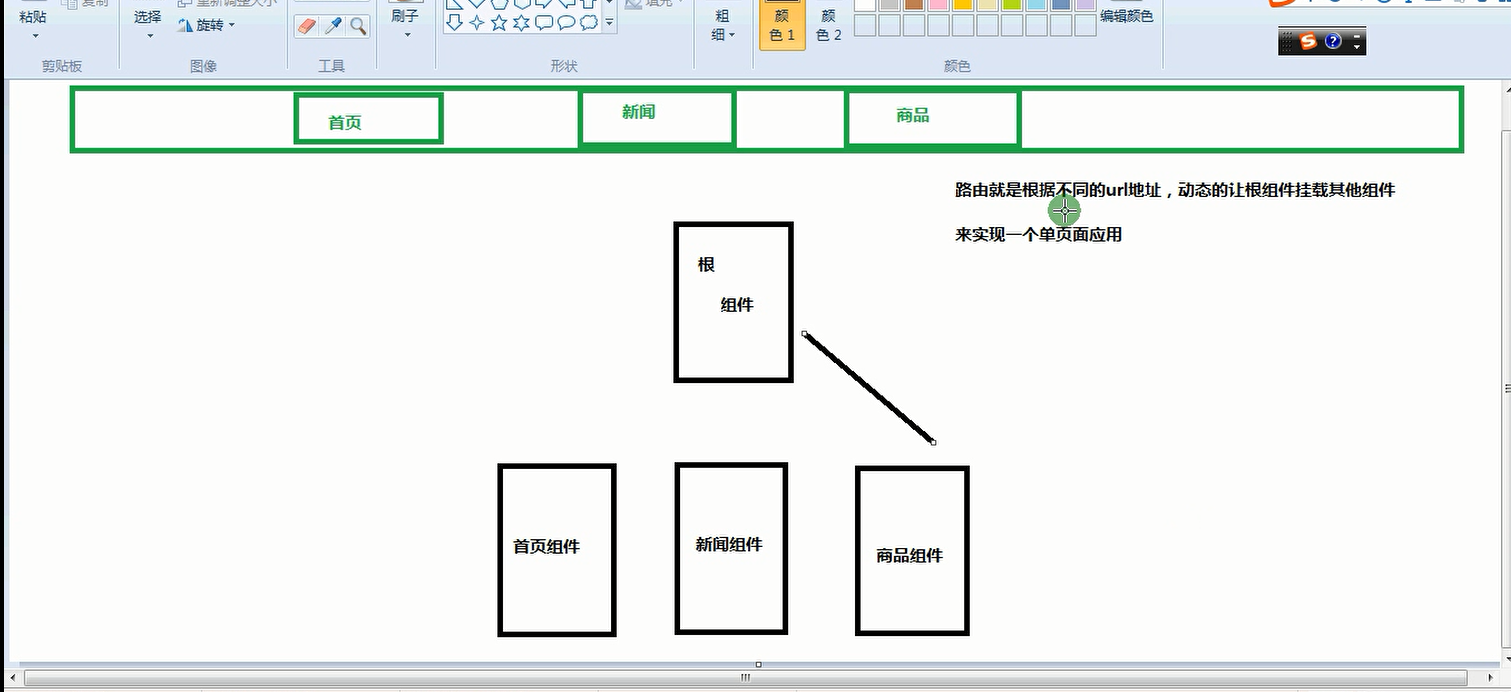 复制
重新调整大小
填充
粘贴
选择
旋转
刷子
粗
细
颜
色 1
颜
色 2
编辑颜色
剪贴板
图像
工具
形状
颜色
首页
新闻
商品
路由就是根据不同的url地址，动态的让根组件挂载其他组件
来实现一个单页面应用
根
组件
首页组件
新闻组件
商品组件